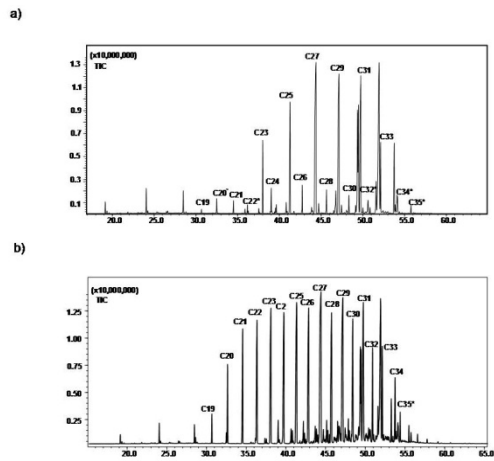 a)
(x10,000,000)
TIC
C27
C29
C31
C25
C23
C33
C24
C26
C28
C30
C20*
C21
C19
C22*
C32*
C34*
C35*
1.3
0.9
0.7
0.5
0.3
0.1
20.0 25.0 30.0 35.0 40.0 45.0 50.0 55.0 60.0
b)
(x10,000,000)
TIC
C27
C25
C29
C23
C2
C26
C28
C31
C22
C30
C21
C20
C32
C33
C34
C19
C35*
1.25
1.00
0.75
0.50
0.25
20.0 25.0 30.0 35.0 40.0 45.0 50.0 55.0 60.0